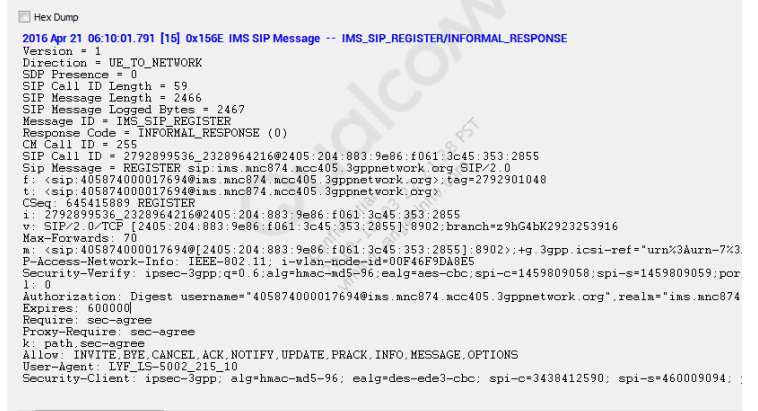 Hex Dump
2016 Apr 21 06:10:01.791 [15] 0x156E IMS SIP Message -- IMS_SIP_REGISTER/INFORMAL_RESPONSE
Version = 1
Direction = UE_TO_NETWORK
SDP Presence = 0
SIP Call ID Length = 59
SIP Message Length = 2466
SIP Message Logged Bytes = 2467
Message ID = IMS_SIP_REGISTER
Response Code = INFORMAL_RESPONSE (0)
CM Call ID = 255
SIP Call ID = 2792899536_2328964216@2405:204:883:9e86:f061:3c45:353:2855
Sip Message = REGISTER sip:ims.mnc874.mcc405.3gppnetwork.org SIP/2.0
f: <sip:405874000017694@ims.mnc874.mcc405.3gppnetwork.org>;tag=2792901048
t: <sip:405874000017694@ims.mnc874.mcc405.3gppnetwork.org>
CSeq: 645415889 REGISTER
i: 2792899536_2328964216@2405:204:883:9e86:f061:3c45:353:2855
v: SIP/2.0/TCP [2405:204:883:9e86:f061:3c45:353:2855]:8902;branch=z9hG4bK2923253916
Max-Forwards: 70
m: <sip:405874000017694@[2405:204:883:9e86:f061:3c45:353:2855]:8902>;+g.3gpp.icsi-ref="urn%3Aurn-7%3
P-Access-Network-Info: IEEE-802.11; i-wlan-node-id=00F46F9DA8E5
Security-Verify: ipsec-3gpp;q=0.6;alg=hmac-md5-96;ealg=aes-cbc;spi-c=1459809058;spi-s=1459809059;por
l: 0
Authorization: Digest username="405874000017694@ims.mnc874.mcc405.3gppnetwork.org",realm="ims.mnc874
Expires: 600000
Require: sec-agree
Proxy-Require: sec-agree
k: path,sec-agree
Allow: INVITE,BYE,CANCEL,ACK,NOTIFY,UPDATE,PRACK,INFO,MESSAGE,OPTIONS
User-Agent: LYF_LS-5002_215_10
Security-Client: ipsec-3gpp; alg=hmac-md5-96; ealg=des-ede3-cbc; spi-c=3438412590; spi-s=460009094;